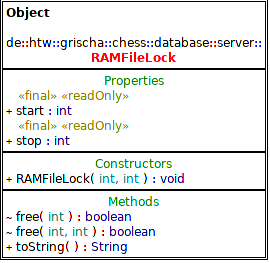 Object
de::htw::grischa::chess::database::server::
RAMFileLock
Properties
«final» «readOnly»
+ start : int
«final» «readOnly»
+ stop : int
Constructors
+ RAMFileLock( int, int ) : void
Methods
~ free( int ) : boolean
~ free( int, int ) : boolean
+ toString( ) : String